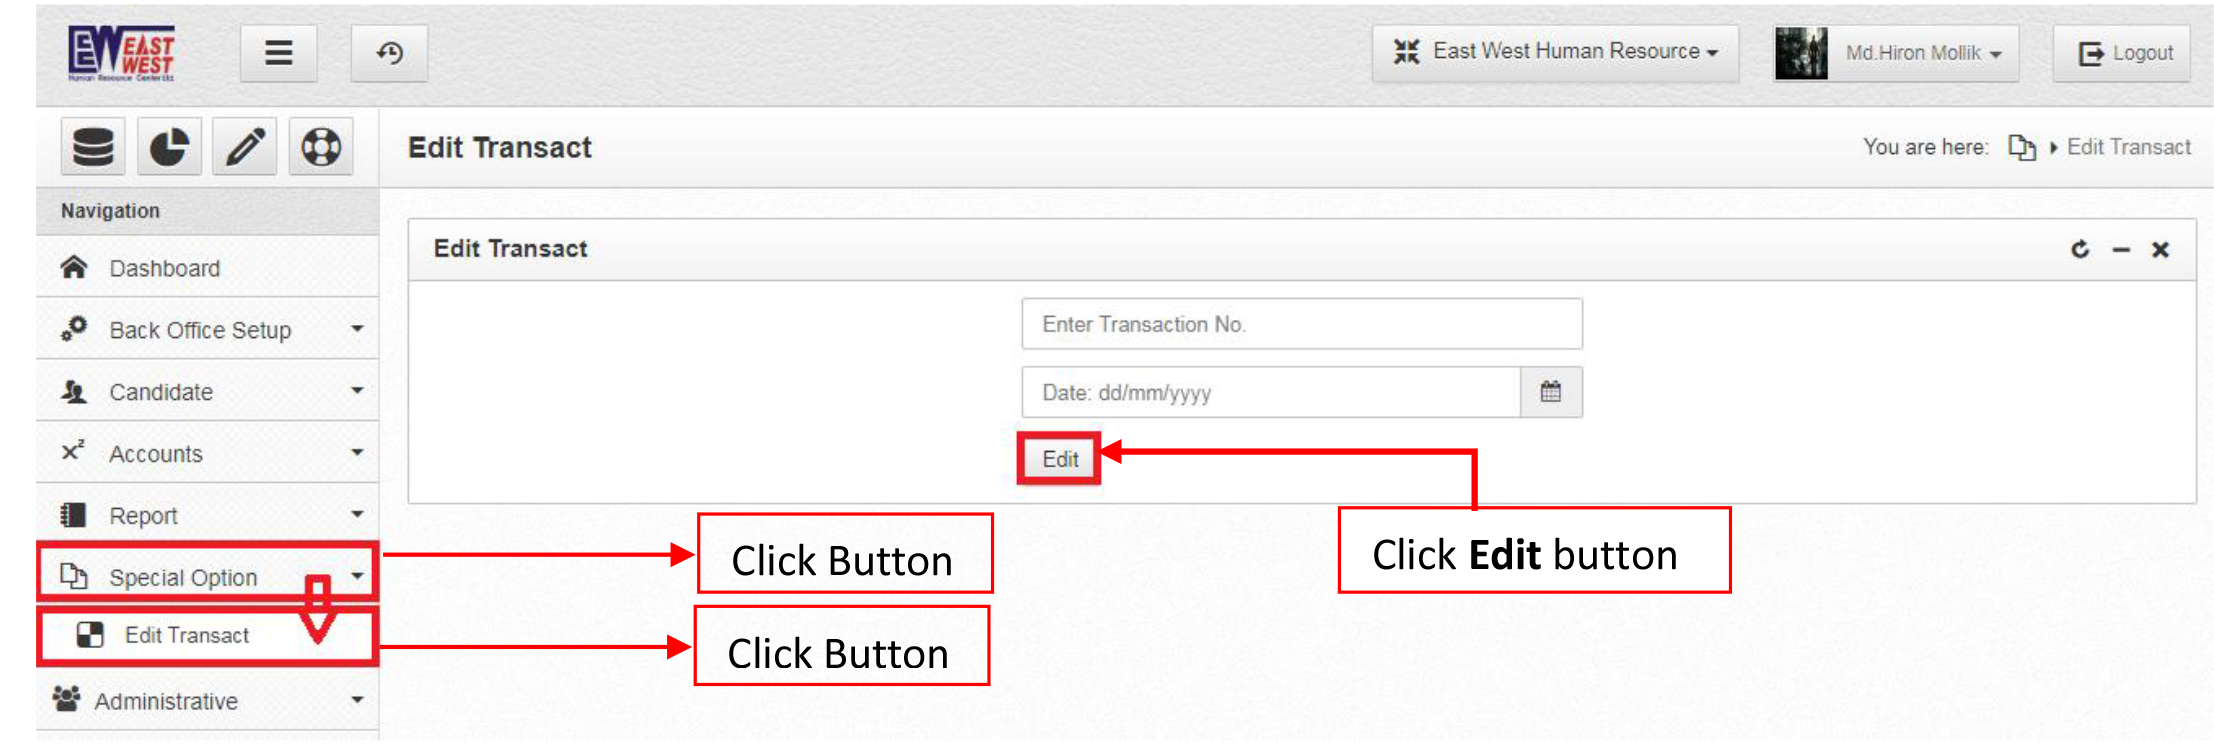 EW EAST
WEST
Human Resource Center Ltd.
East West Human Resource
Md.Hiron Mollik
Logout
Edit Transact
You are here: Edit Transact
Navigation
Dashboard
Back Office Setup
Candidate
x² Accounts
Report
Special Option
Edit Transact
Administrative
Edit Transact
Enter Transaction No.
Date: dd/mm/yyyy
Edit
Click Button
Click Edit button
Click Button